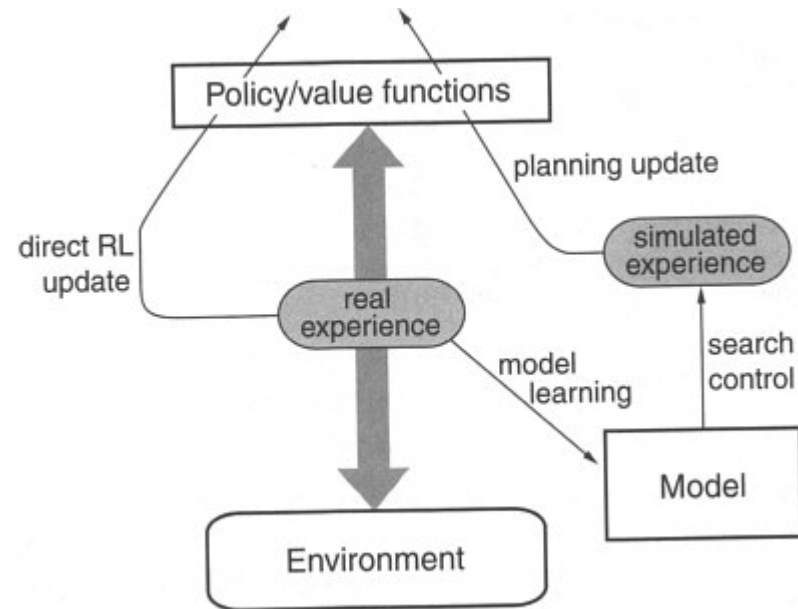 Policy/value functions
planning update
direct RL
update
simulated
experience
real
experience
model
learning
search
control
Model
Environment